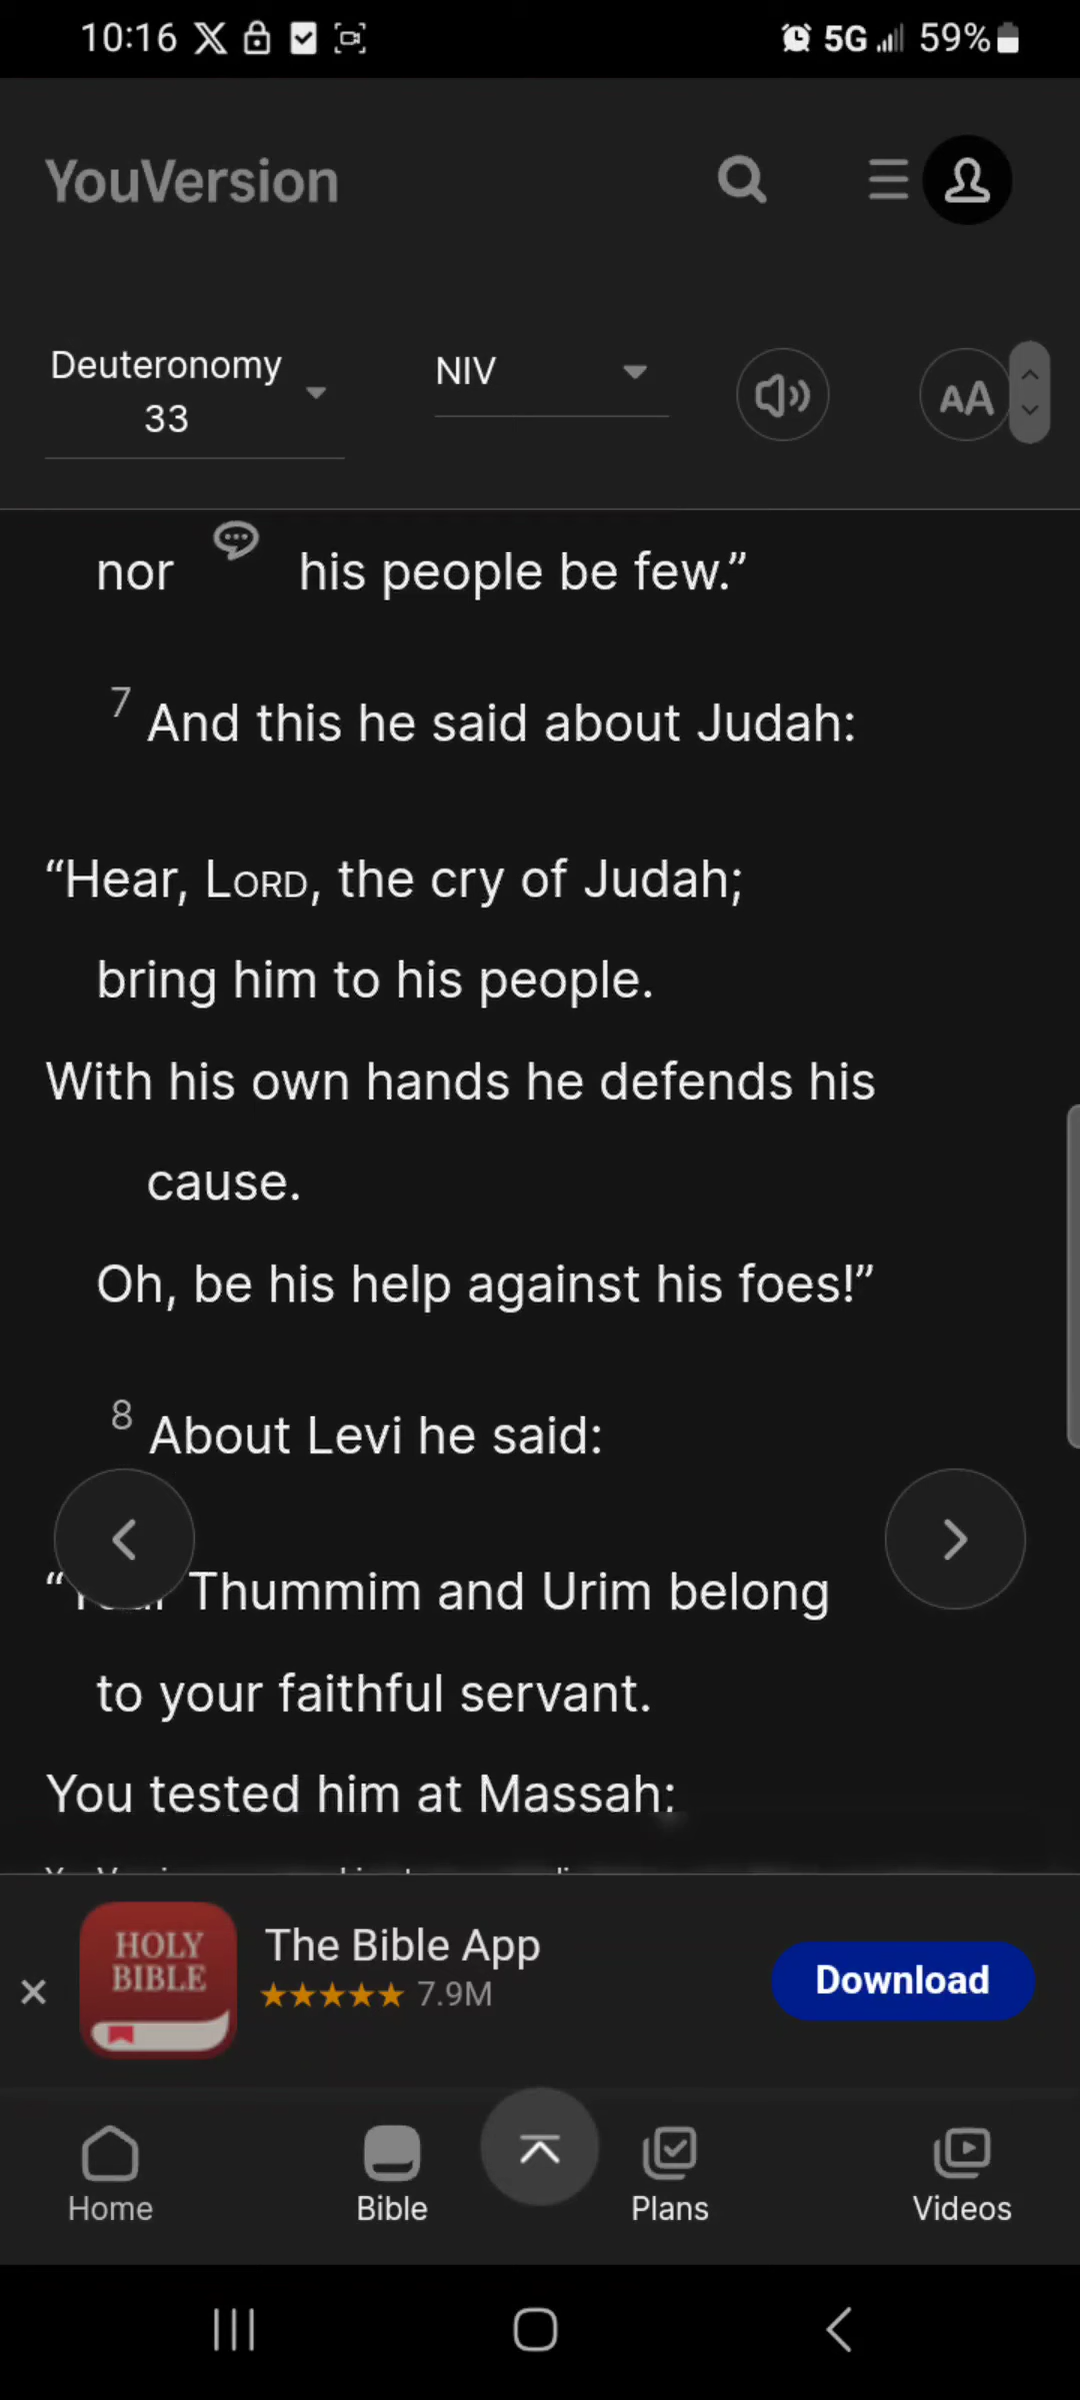 10:16 5G 59%
YouVersion
Deuteronomy
33
NIV
AA
nor his people be few.”
7 And this he said about Judah:
“Hear, LORD, the cry of Judah;
bring him to his people.
With his own hands he defends his
cause.
Oh, be his help against his foes!”
8 About Levi he said:
“ Thummim and Urim belong
to your faithful servant.
You tested him at Massah;
HOLY
BIBLE
The Bible App
7.9M
Download
Home Bible Plans Videos